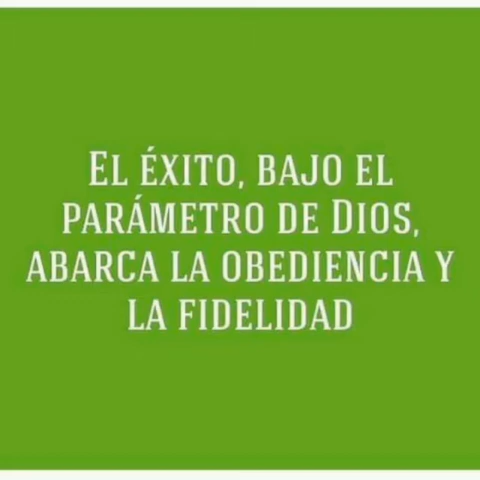 El éxito, bajo el
parámetro de Dios,
abarca la obediencia y
la fidelidad